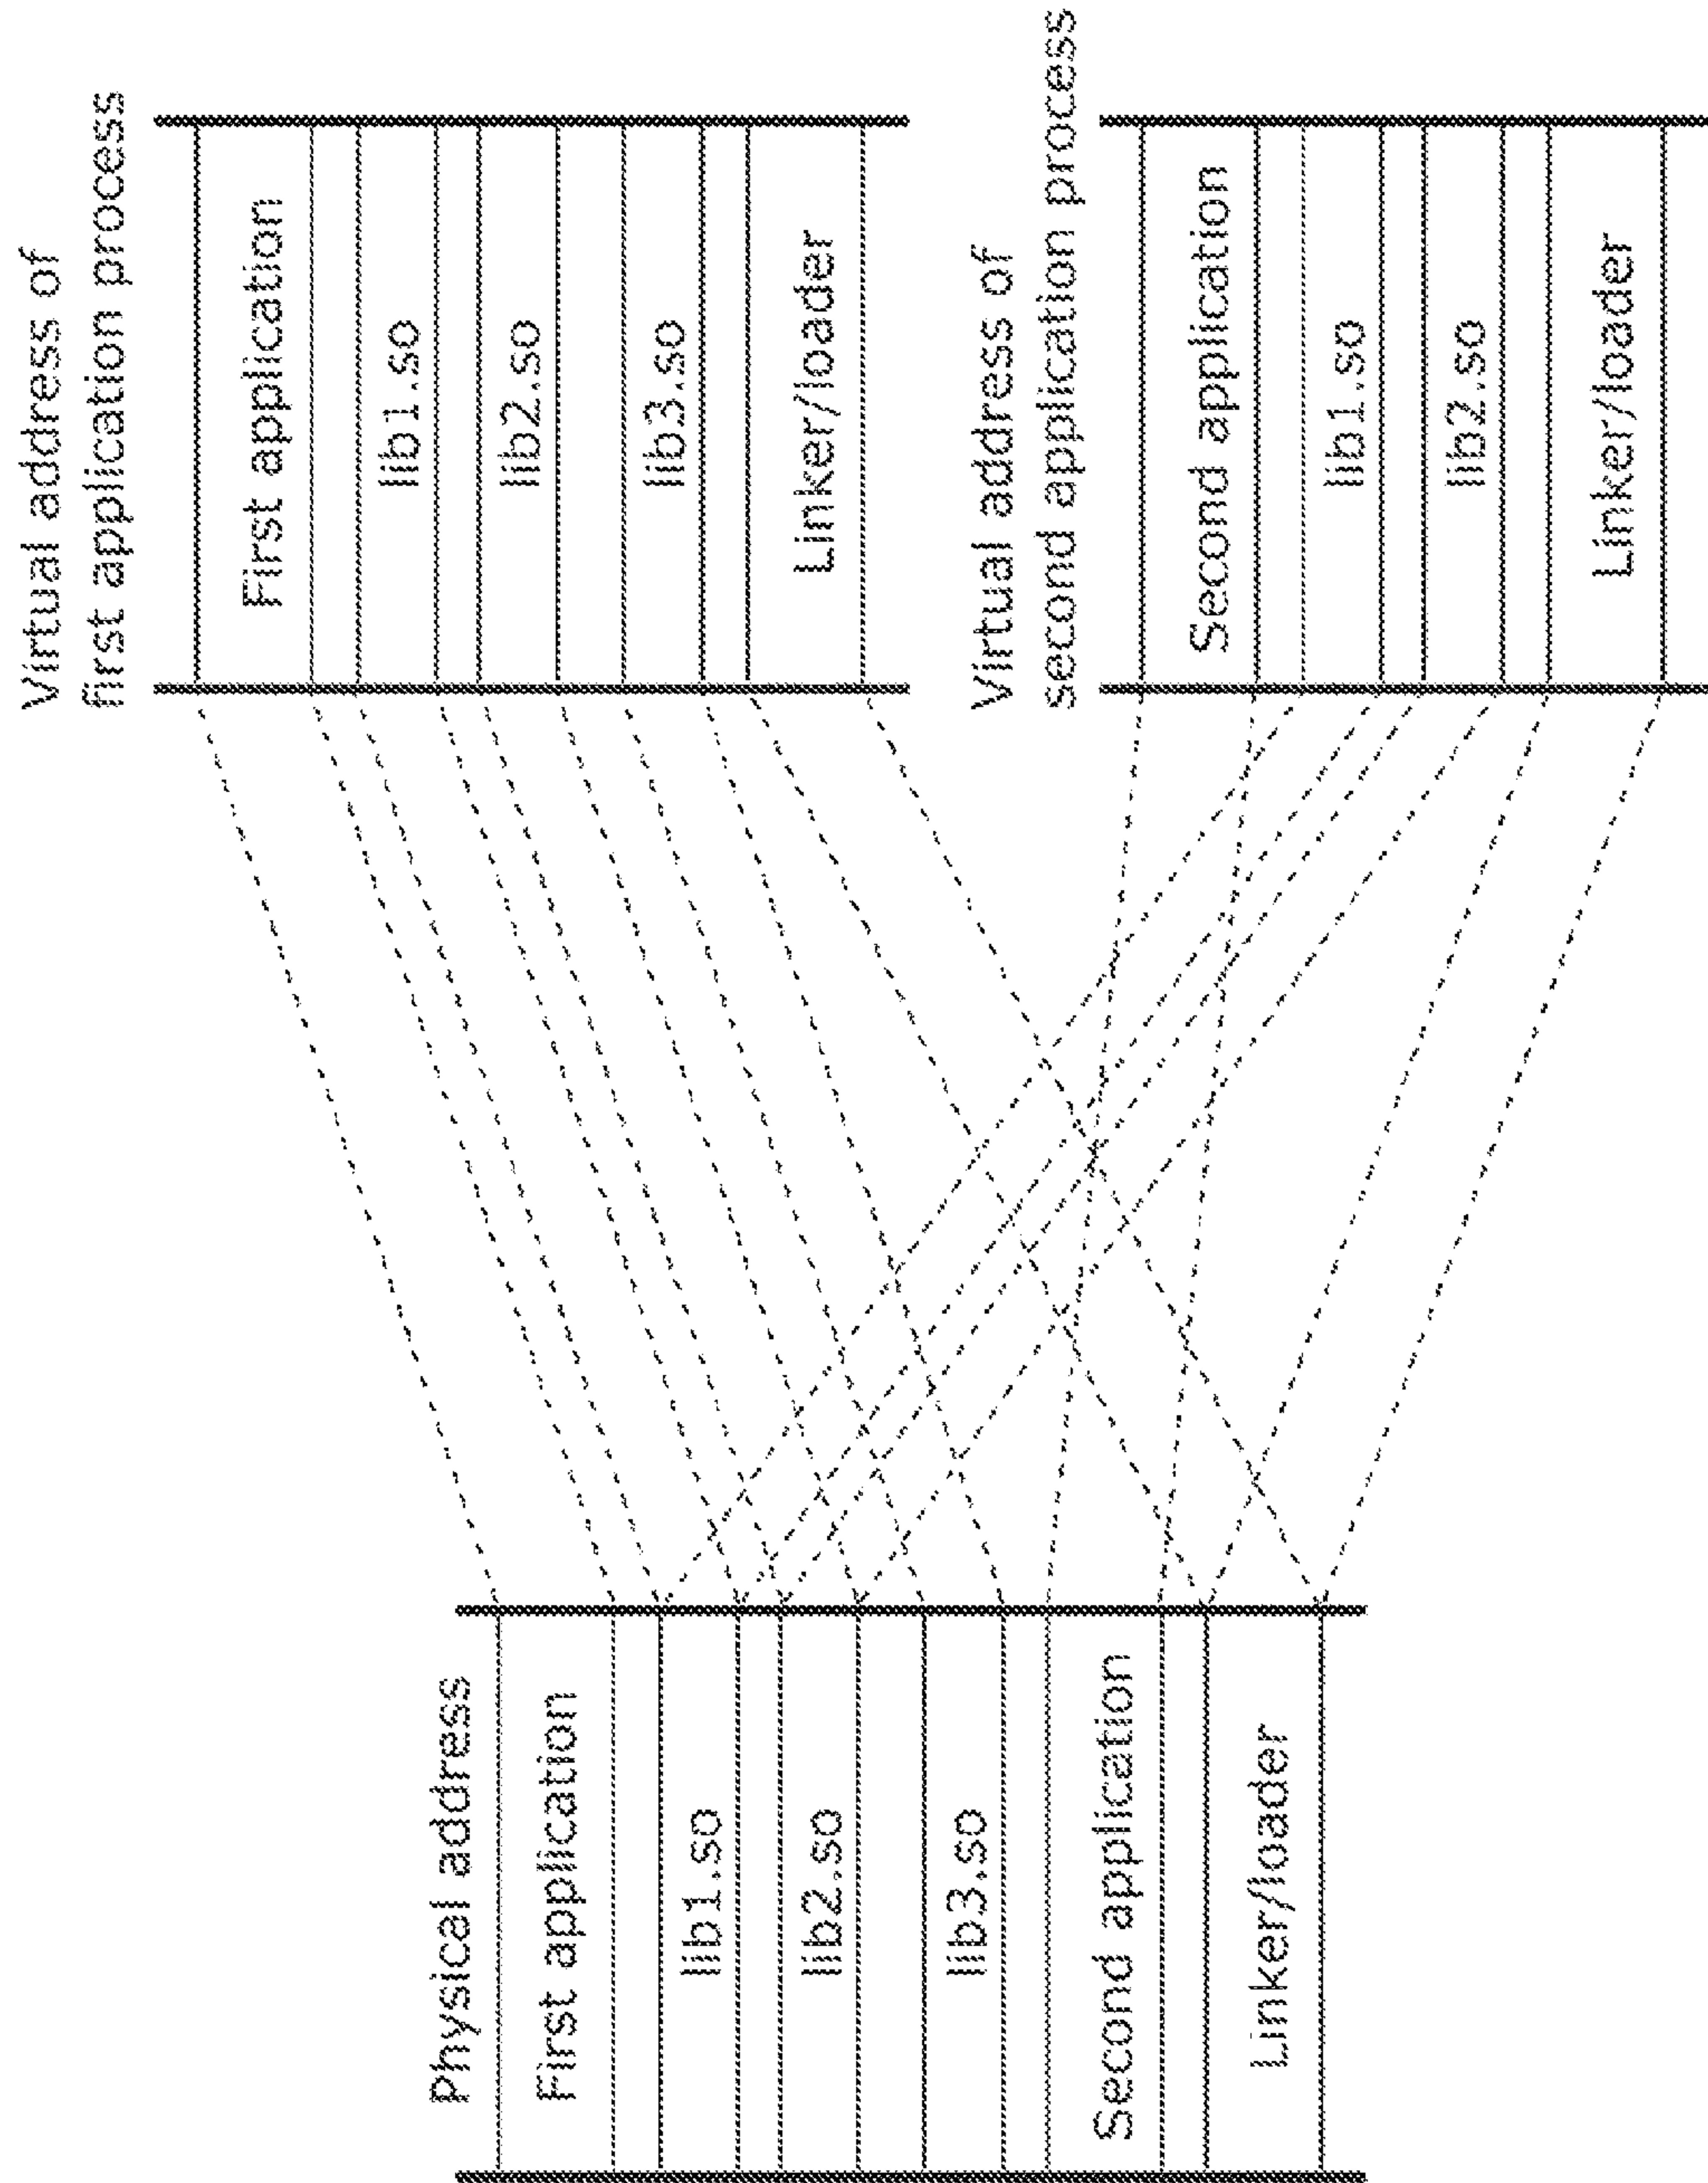 Physical address
First application
lib1.so
lib2.so
lib3.so
Second application
Linker/loader
Virtual address of
first application process
First application
lib1.so
lib2.so
lib3.so
Linker/loader
Virtual address of
second application process
Second application
lib1.so
lib2.so
Linker/loader